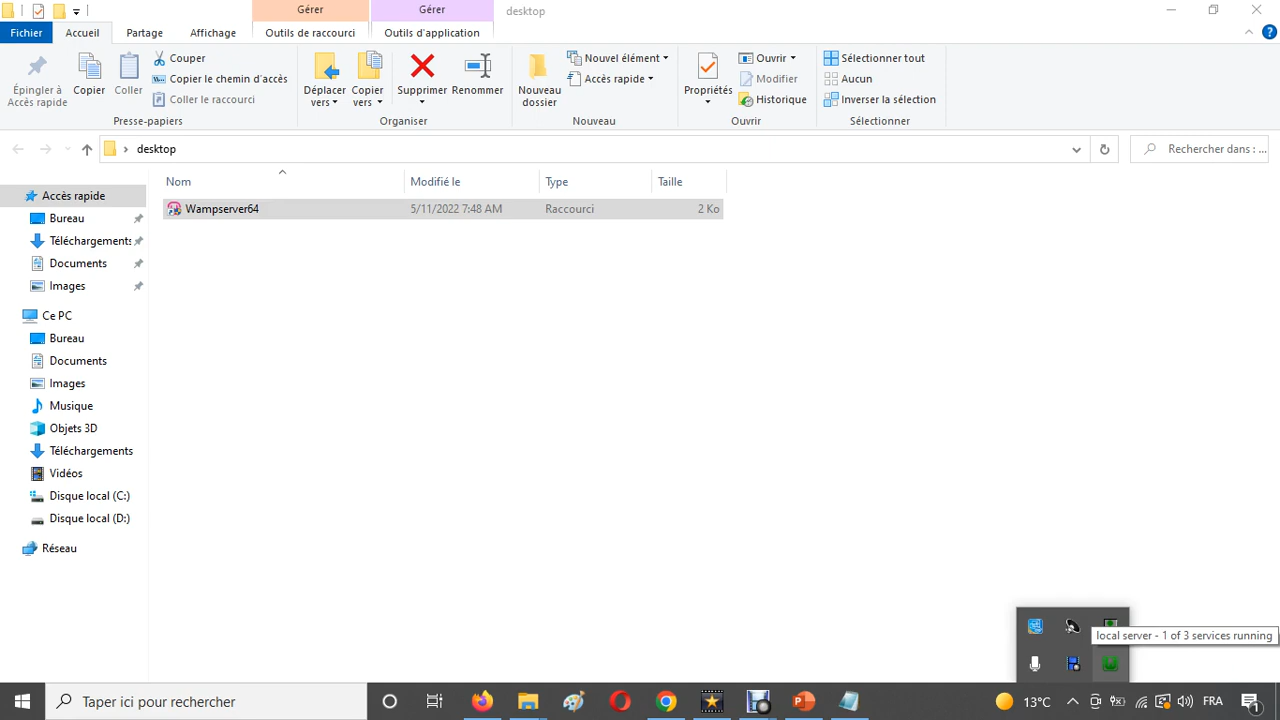 Gérer
Gérer
desktop
Fichier
Accueil
Partage
Affichage
Outils de raccourci
Outils d'application
Épingler à
Accès rapide
Copier
Coller
Couper
Copier le chemin d'accès
Coller le raccourci
Presse-papiers
Déplacer
vers
Copier
vers
Supprimer
Renommer
Organiser
Nouveau
dossier
Nouvel élément
Accès rapide
Nouveau
Propriétés
Ouvrir
Modifier
Historique
Ouvrir
Sélectionner tout
Aucun
Inverser la sélection
Sélectionner
desktop
Rechercher dans : ...
Nom
Modifié le
Type
Taille
Wampserver64
5/11/2022 7:48 AM
Raccourci
2 Ko
Accès rapide
Bureau
Téléchargements
Documents
Images
Ce PC
Bureau
Documents
Images
Musique
Objets 3D
Téléchargements
Vidéos
Disque local (C:)
Disque local (D:)
Réseau
local server - 1 of 3 services running
Taper ici pour rechercher
13°C
FRA
1